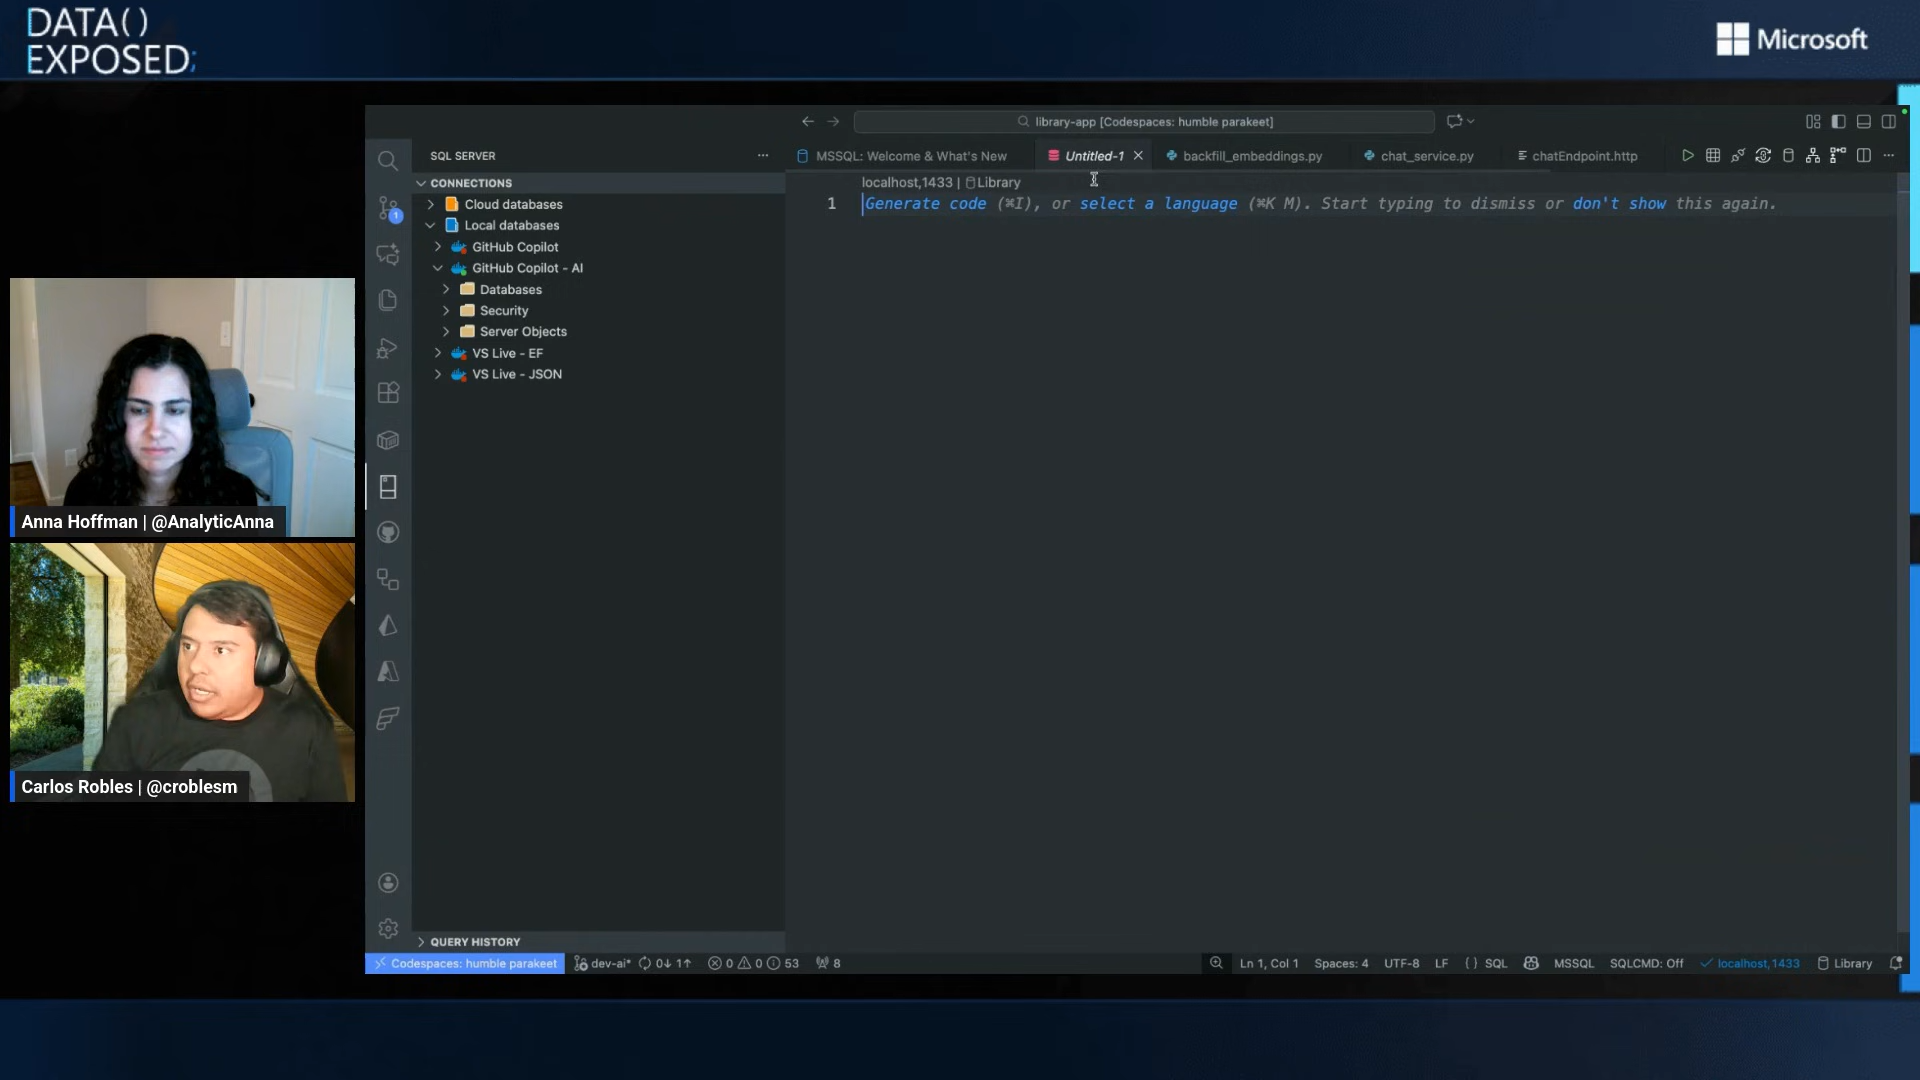 DATA()
EXPOSED;
Microsoft
library-app [Codespaces: humble parakeet]
SQL SERVER
MSSQL: Welcome & What's New
Untitled-1
backfill_embeddings.py
chat_service.py
chatEndpoint.http
CONNECTIONS
localhost,1433 | Library
Cloud databases
1 Generate code (⌘I), or select a language (⌘K M). Start typing to dismiss or don't show this again.
1
Local databases
GitHub Copilot
GitHub Copilot - AI
Databases
Security
Server Objects
VS Live - EF
VS Live - JSON
Anna Hoffman | @AnalyticAnna
Carlos Robles | @croblesm
QUERY HISTORY
Codespaces: humble parakeet dev-ai* 0↓ 1↑ 0 0 53 8 Ln 1, Col 1 Spaces: 4 UTF-8 LF SQL MSSQL SQLCMD: Off localhost,1433 Library